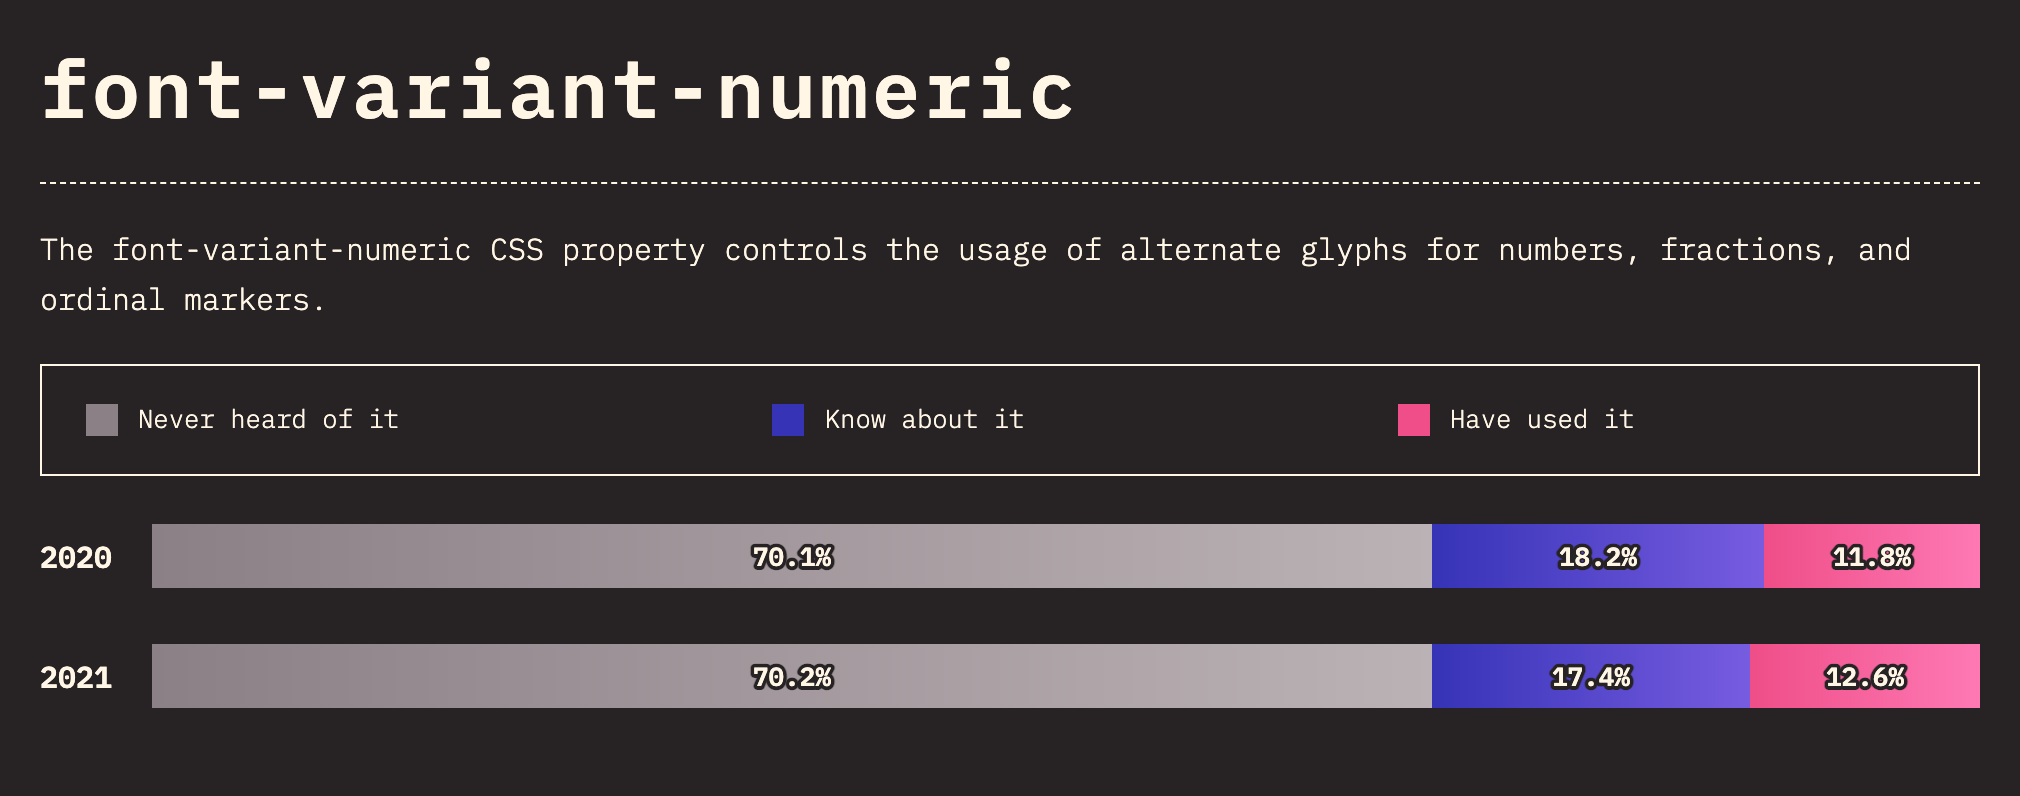 font-variant-numeric
The font-variant-numeric CSS property controls the usage of alternate glyphs for numbers, fractions, and
ordinal markers.
Never heard of it Know about it Have used it
2020 70.1% 18.2% 11.8%
2021 70.2% 17.4% 12.6%